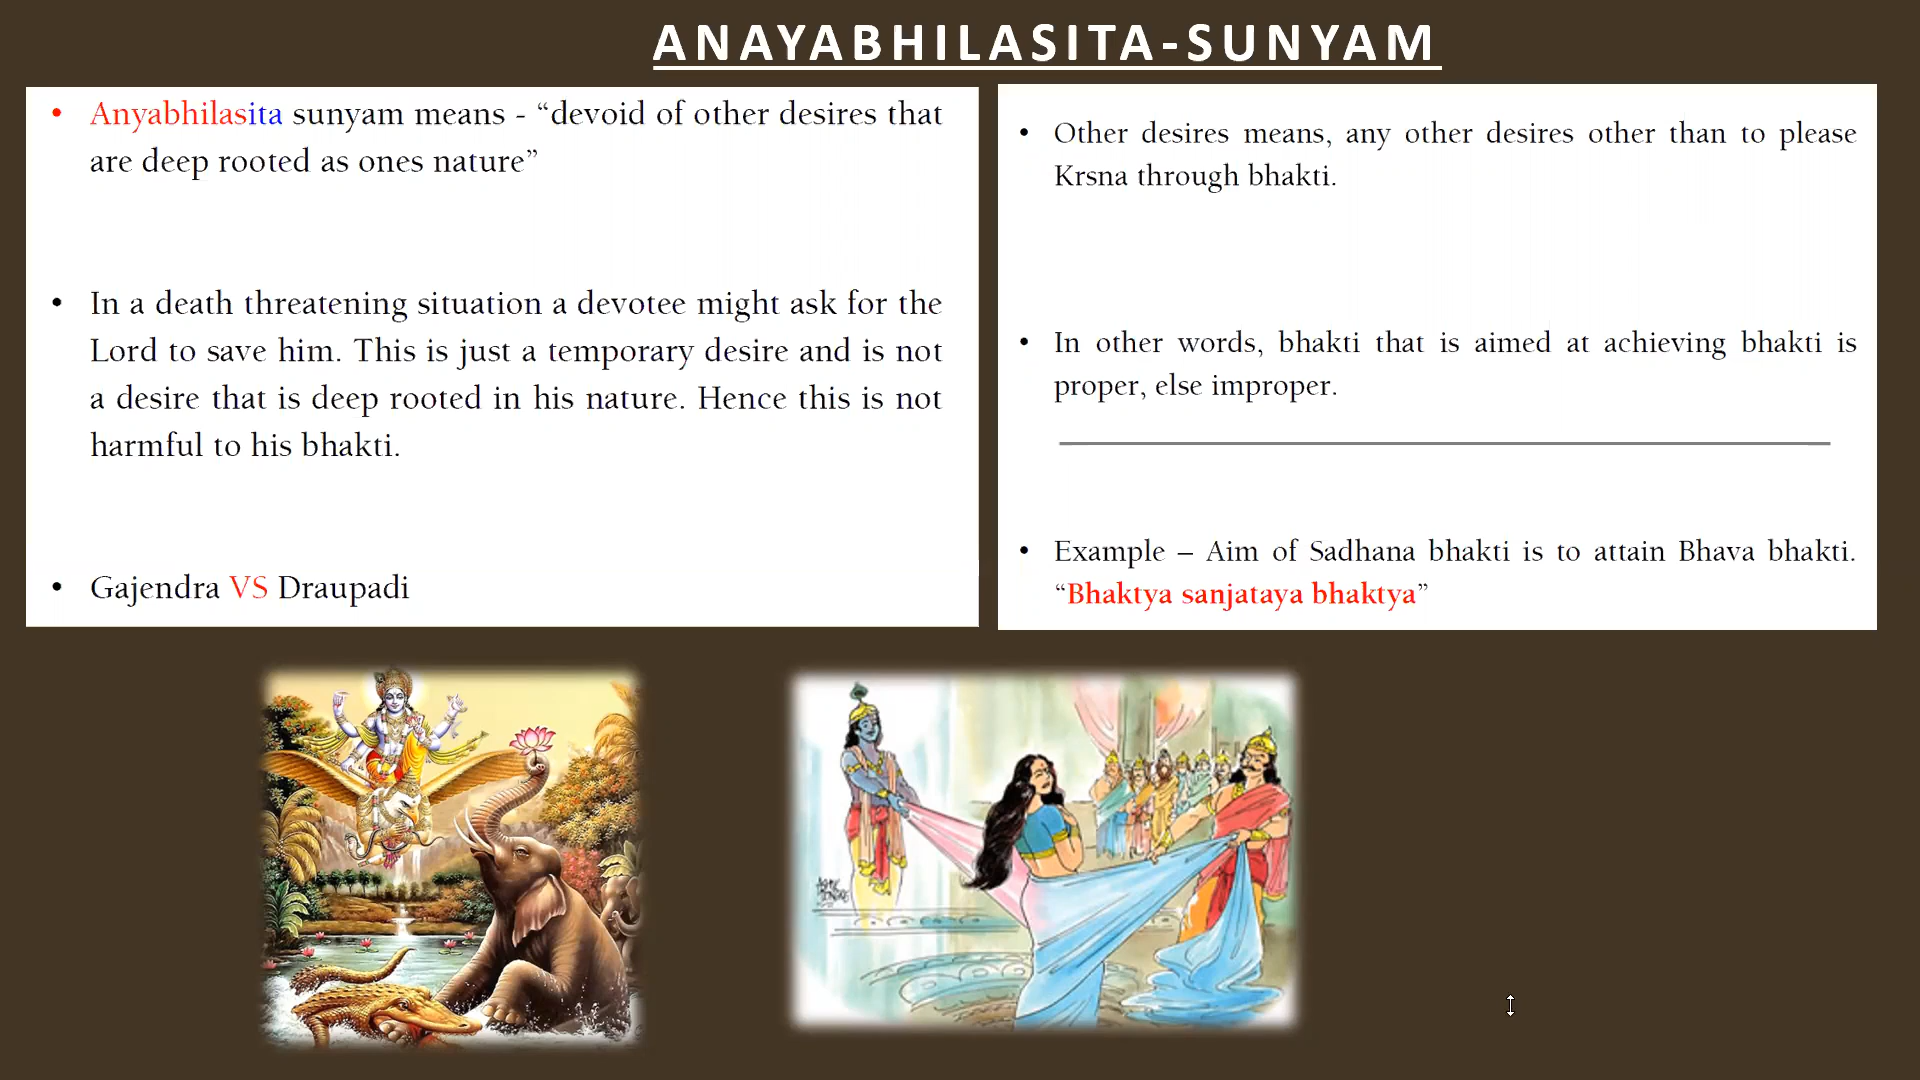 ANAYABHILASITA-SUNYAM
• Anyabhilasita sunyam means - “devoid of other desires that
are deep rooted as ones nature”
• In a death threatening situation a devotee might ask for the
Lord to save him. This is just a temporary desire and is not
a desire that is deep rooted in his nature. Hence this is not
harmful to his bhakti.
• Gajendra VS Draupadi
• Other desires means, any other desires other than to please
Krsna through bhakti.
• In other words, bhakti that is aimed at achieving bhakti is
proper, else improper.
• Example – Aim of Sadhana bhakti is to attain Bhava bhakti.
“Bhaktya sanjataya bhaktya”